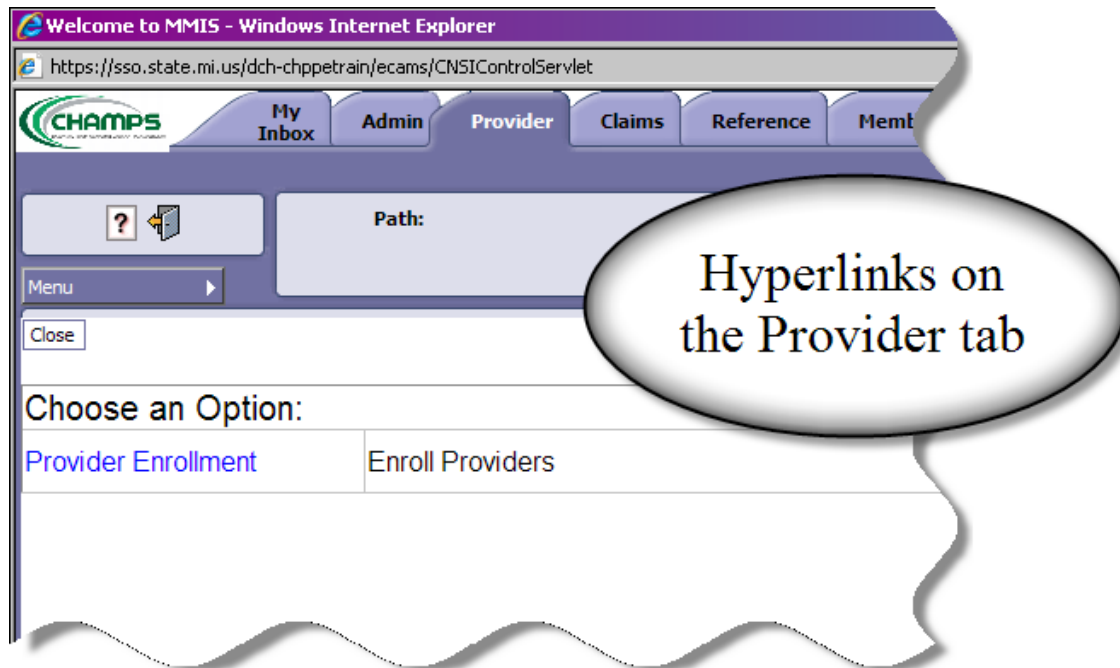 Welcome to MMIS - Windows Internet Explorer
https://sso.state.mi.us/dch-chppetrain/ecams/CNSIControlServlet
CHAMPS
My
Inbox
Admin
Provider
Claims
Reference
Memb
?
Path:
Menu
Close
Hyperlinks on
the Provider tab
Choose an Option:
Provider Enrollment
Enroll Providers